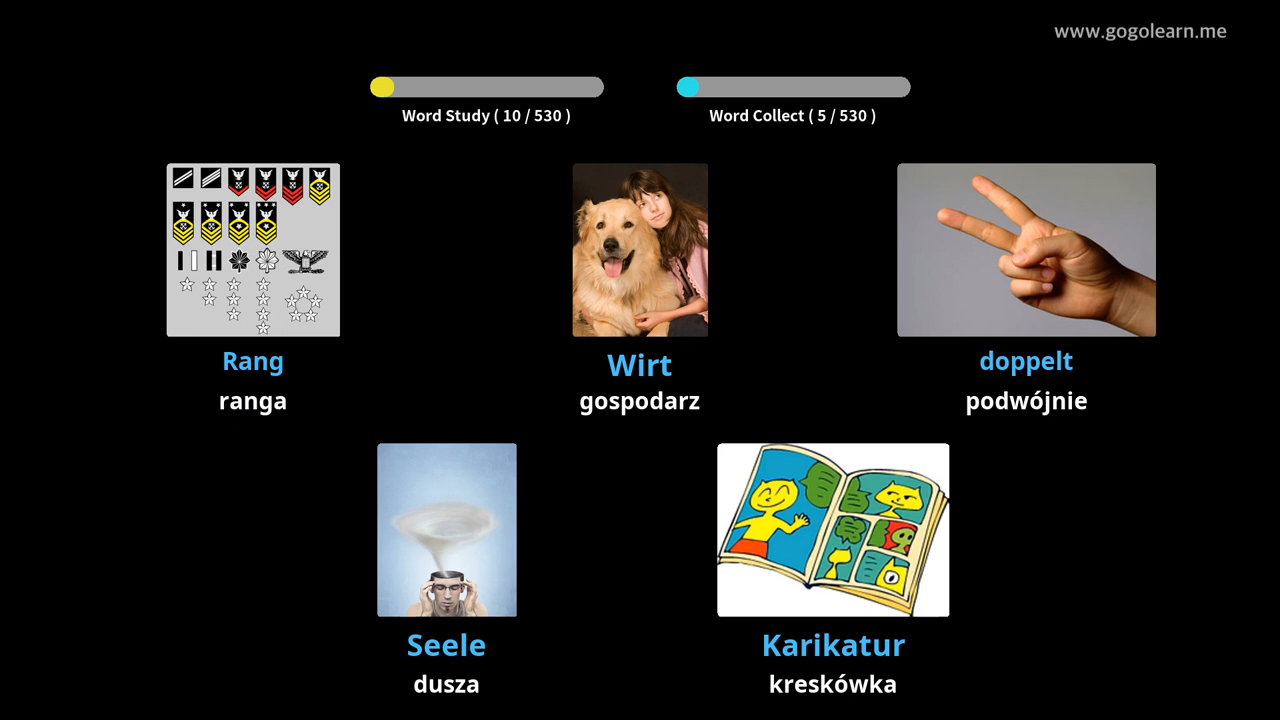 www.gogolearn.me
Word Study ( 10 / 530 )
Word Collect ( 5 / 530 )
Rang
ranga
Wirt
gospodarz
doppelt
podwójnie
Seele
dusza
Karikatur
kreskówka